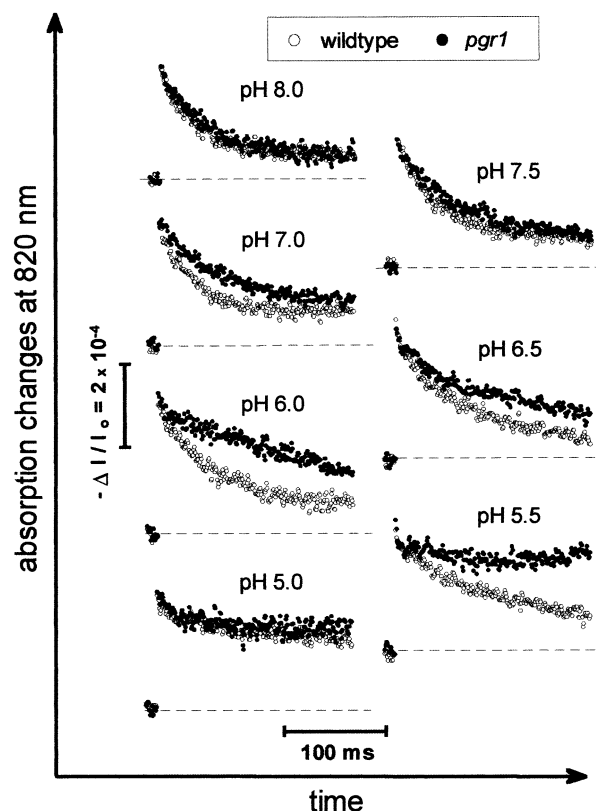 ○ wildtype ● pgr1
pH 8.0
pH 7.5
pH 7.0
pH 6.5
pH 6.0
pH 5.5
pH 5.0
absorption changes at 820 nm
- Δ I / I₀ = 2 x 10⁻⁴
100 ms
time